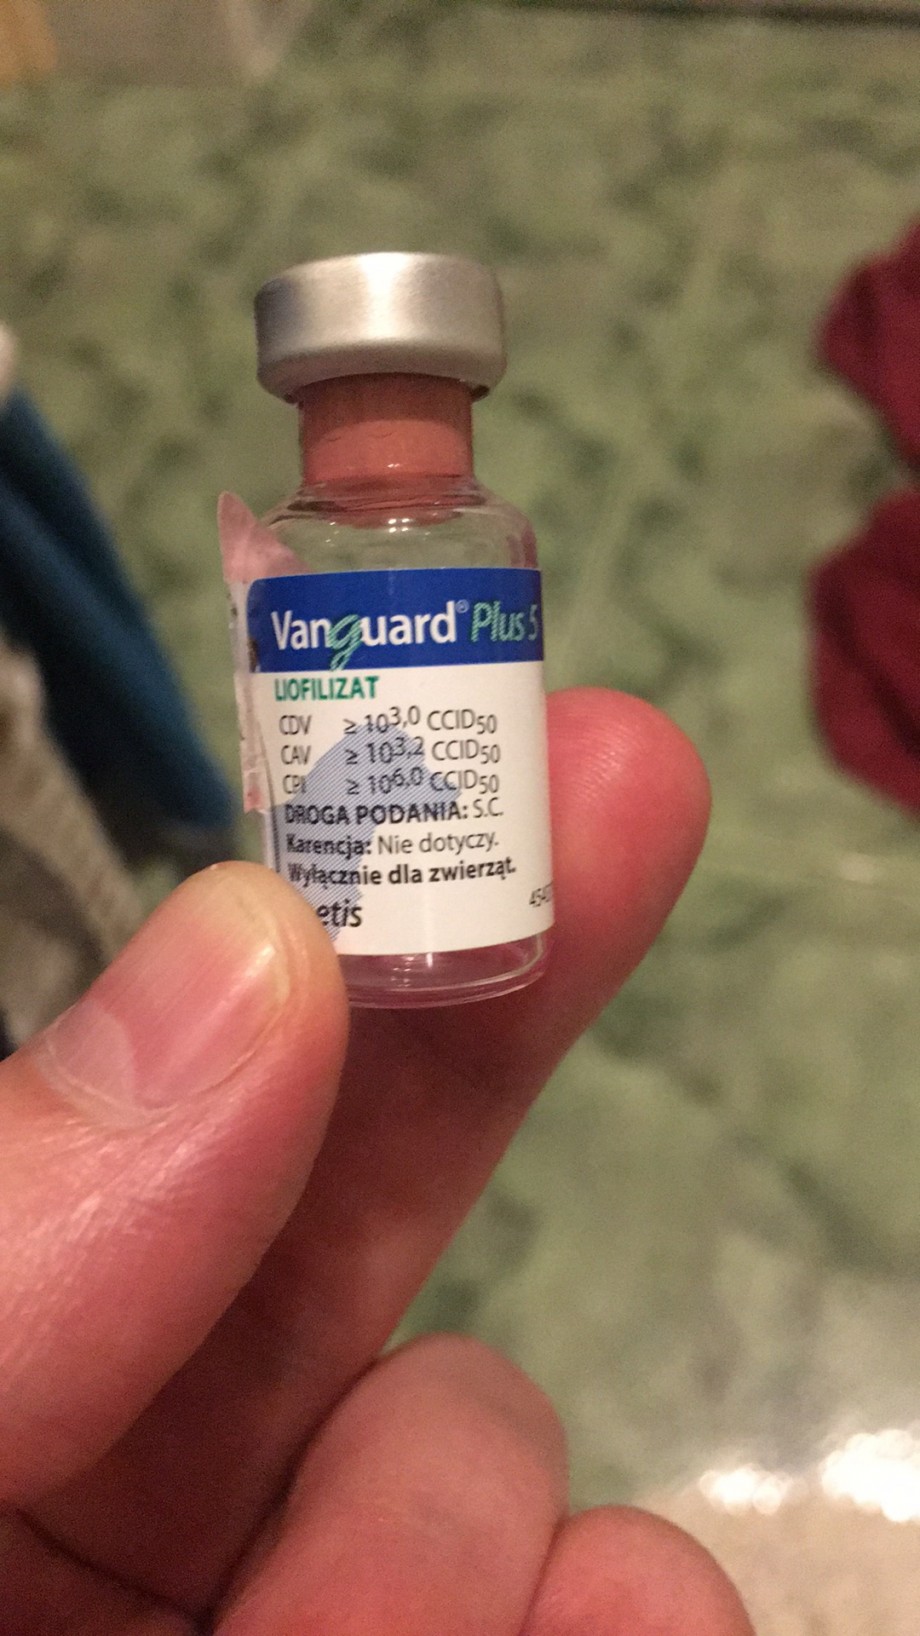 Vanguard® Plus 5
LIOFILIZAT
CDV ≥ 10^3,0 CCID50
CAV ≥ 10^3,2 CCID50
CPI ≥ 10^6,0 CCID50
DROGA PODANIA: S.C.
Karencja: Nie dotyczy.
Wyłącznie dla zwierząt.
etis